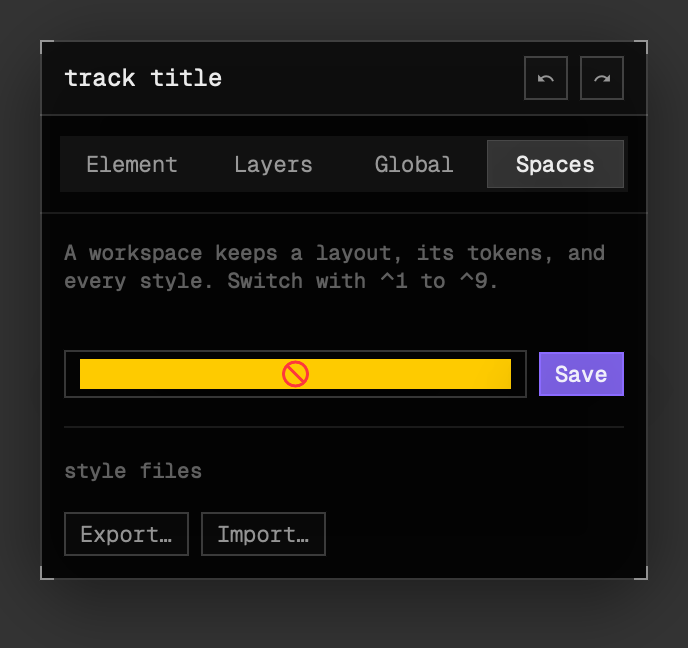 track title
Element Layers Global Spaces
A workspace keeps a layout, its tokens, and
every style. Switch with ^1 to ^9.
Save
style files
Export… Import…